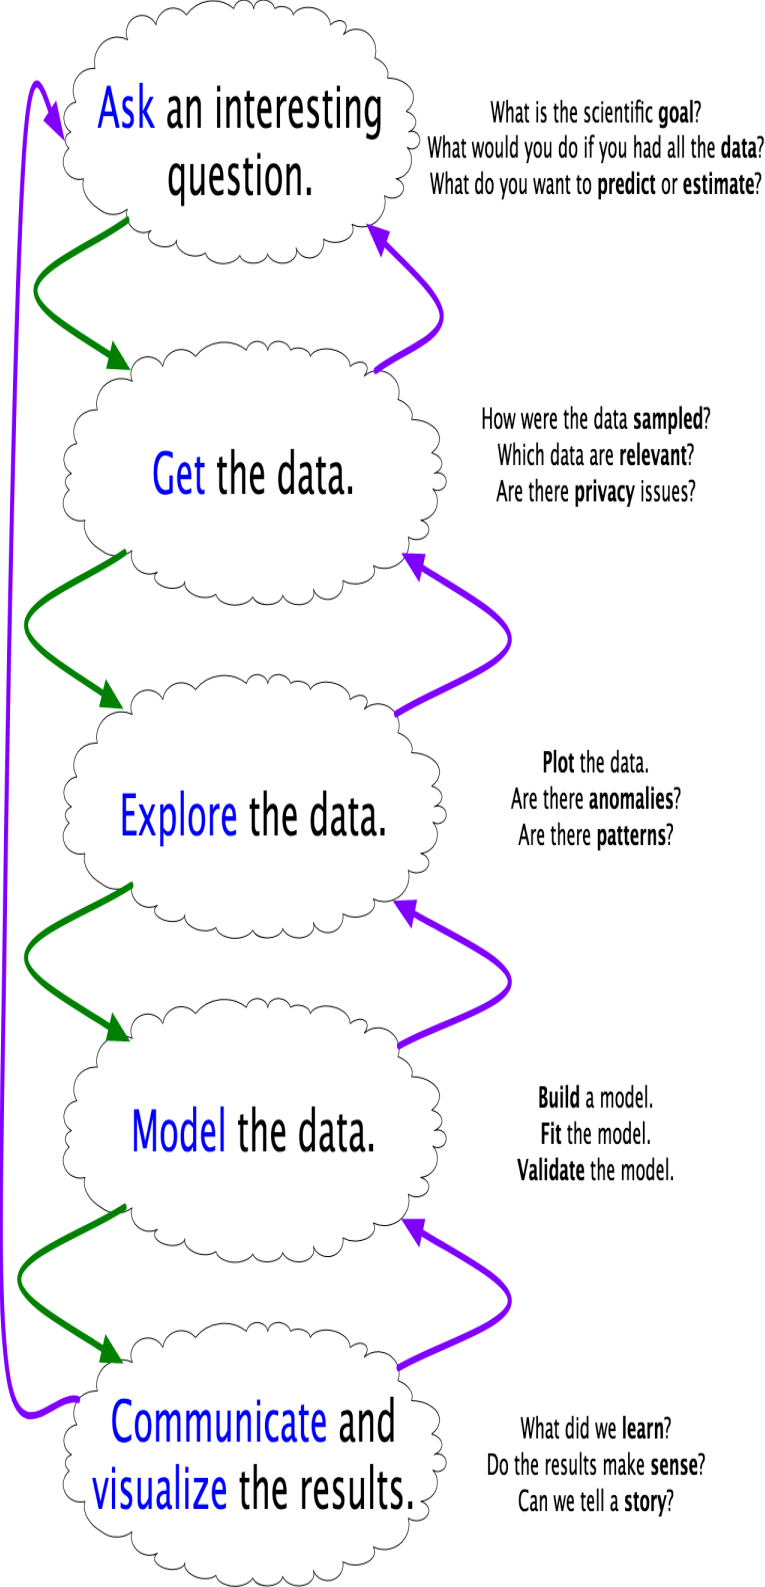 Ask an interesting
question.
What is the scientific goal?
What would you do if you had all the data?
What do you want to predict or estimate?
Get the data.
How were the data sampled?
Which data are relevant?
Are there privacy issues?
Explore the data.
Plot the data.
Are there anomalies?
Are there patterns?
Model the data.
Build a model.
Fit the model.
Validate the model.
Communicate and
visualize the results.
What did we learn?
Do the results make sense?
Can we tell a story?